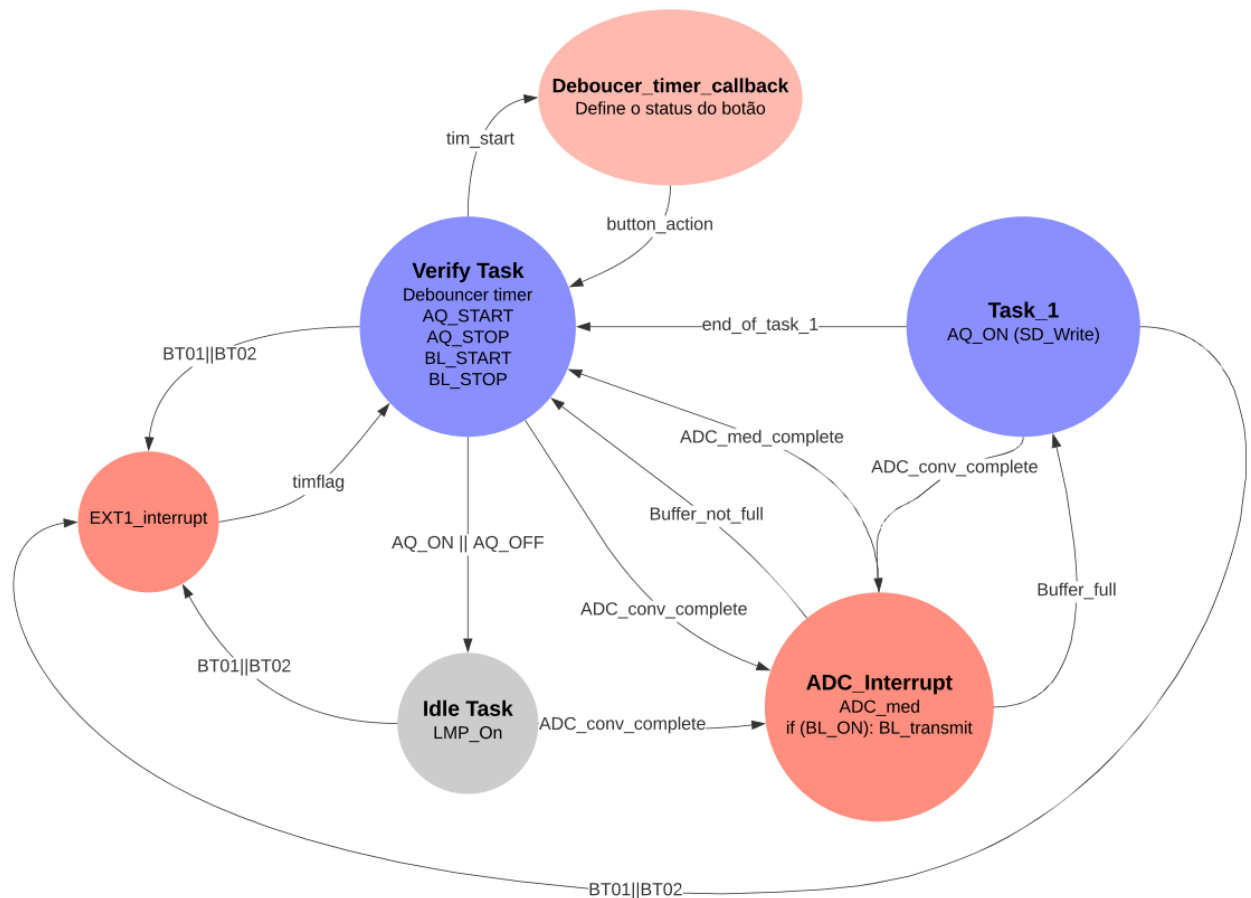 Deboucer_timer_callback
Define o status do botão
tim_start
button_action
Verify Task
Debouncer timer
AQ_START
AQ_STOP
BL_START
BL_STOP
Task_1
AQ_ON (SD_Write)
end_of_task_1
BT01||BT02
ADC_med_complete
ADC_conv_complete
timflag
Buffer_not_full
EXT1_interrupt
AQ_ON || AQ_OFF
Buffer_full
ADC_conv_complete
BT01||BT02
Idle Task
LMP_On
ADC_conv_complete
ADC_Interrupt
ADC_med
if (BL_ON): BL_transmit
BT01||BT02